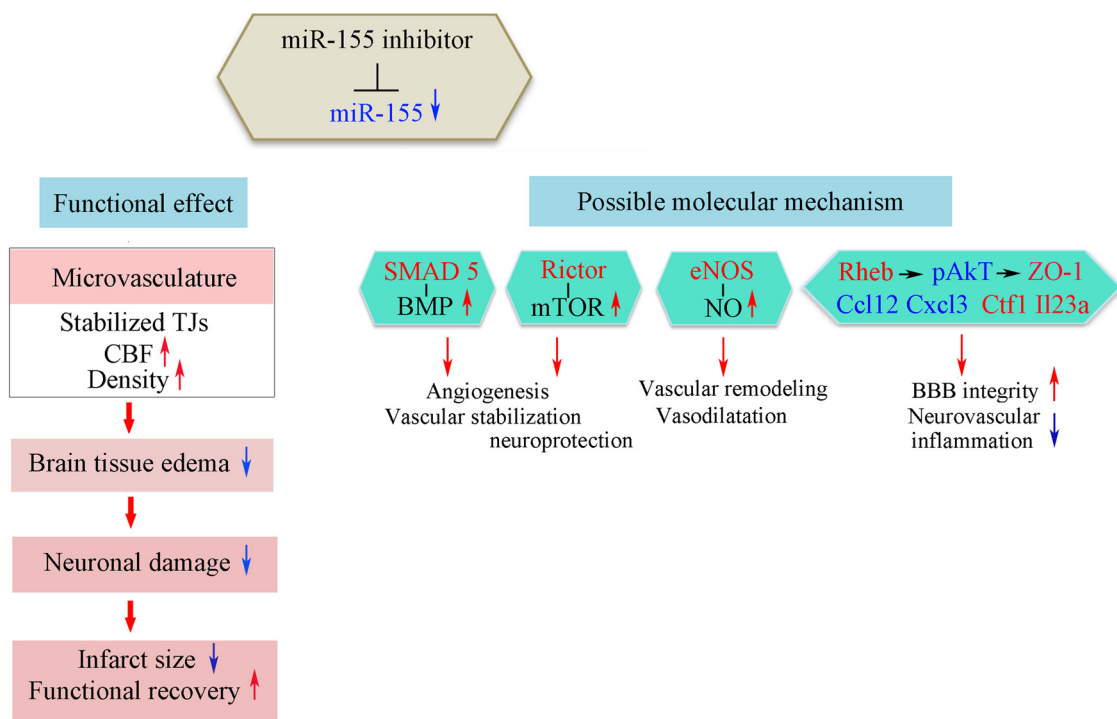 miR-155 inhibitor
miR-155
Functional effect
Microvasculature
Stabilized TJs
CBF
Density
Brain tissue edema
Neuronal damage
Infarct size
Functional recovery
Possible molecular mechanism
SMAD 5
BMP
Rictor
mTOR
Angiogenesis
Vascular stabilization
neuroprotection
eNOS
NO
Vascular remodeling
Vasodilatation
Rheb pAkT ZO-1
Ccl12 Cxcl3 Ctf1 Il23a
BBB integrity
Neurovascular
inflammation